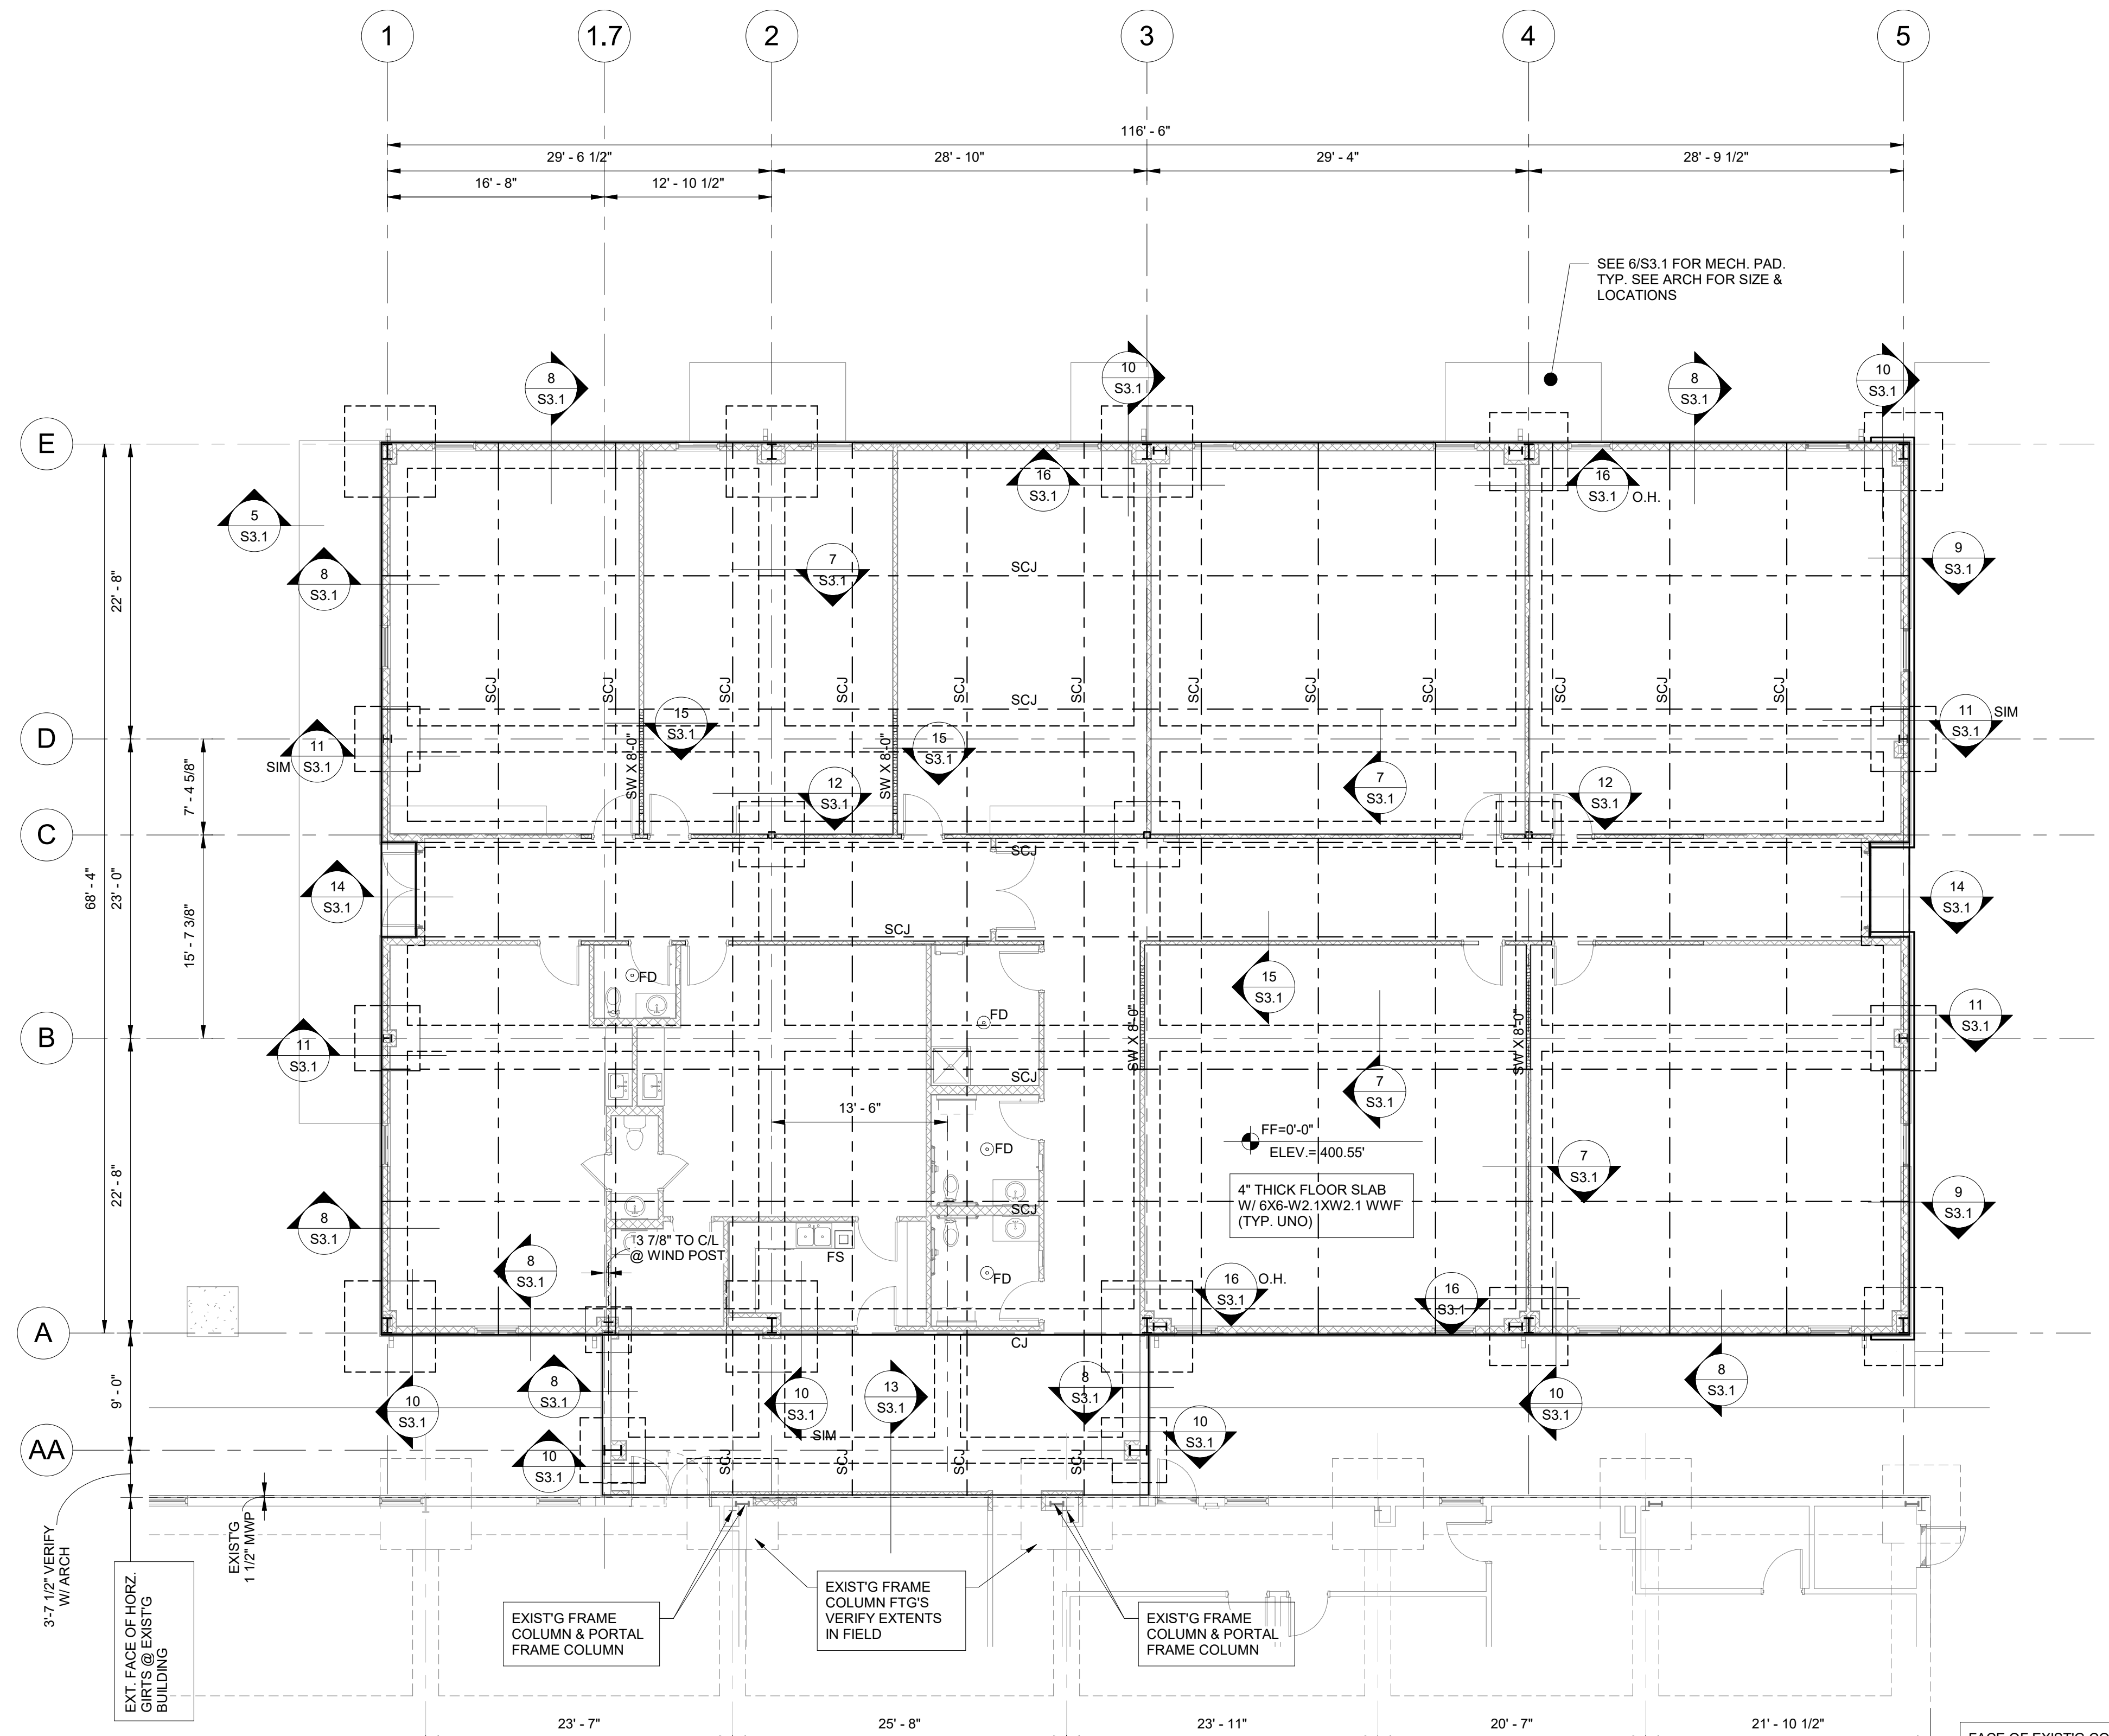 1
1.7
2
3
4
5
116' - 6"
29' - 6 1/2"
28' - 10"
29' - 4"
28' - 9 1/2"
16' - 8"
12' - 10 1/2"
SEE 6/S3.1 FOR MECH. PAD.
TYP. SEE ARCH FOR SIZE &
LOCATIONS
8
S3.1
10
S3.1
8
S3.1
10
S3.1
E
16
S3.1
16
S3.1
O.H.
5
S3.1
8
S3.1
7
S3.1
9
S3.1
SCJ
22' - 8"
SCJ
SCJ
SCJ
SCJ
SCJ
SCJ
SCJ
SCJ
SCJ
SCJ
SCJ
SCJ
SCJ
15
S3.1
15
S3.1
11
S3.1
SIM
D
11
S3.1
SIM
SW X 8'-0"
SW X 8'-0"
7' - 4 5/8"
12
S3.1
7
S3.1
12
S3.1
C
SCJ
68' - 4"
23' - 0"
14
S3.1
14
S3.1
15' - 7 3/8"
SCJ
FD
15
S3.1
FD
B
11
S3.1
11
S3.1
SW X 8'-0"
SW X 8'-0"
SCJ
7
S3.1
13' - 6"
FF=0'-0"
ELEV.= 400.55'
FD
7
S3.1
22' - 8"
4" THICK FLOOR SLAB
W/ 6X6-W2.1XW2.1 WWF
(TYP. UNO)
8
S3.1
9
S3.1
SCJ
3 7/8" TO C/L
@ WIND POST
FS
8
S3.1
FD
16
S3.1
O.H.
16
S3.1
A
CJ
9' - 0"
10
S3.1
8
S3.1
10
S3.1
SIM
13
S3.1
8
S3.1
10
S3.1
10
S3.1
8
S3.1
AA
10
S3.1
SCJ
SCJ
SCJ
SCJ
3'-7 1/2" VERIFY
W/ ARCH
EXIST'G
1 1/2" MWP
EXT. FACE OF HORZ.
GIRTS @ EXIST'G
BUILDING
EXIST'G FRAME
COLUMN & PORTAL
FRAME COLUMN
EXIST'G FRAME
COLUMN FTG'S
VERIFY EXTENTS
IN FIELD
EXIST'G FRAME
COLUMN & PORTAL
FRAME COLUMN
23' - 7"
25' - 8"
23' - 11"
20' - 7"
21' - 10 1/2"